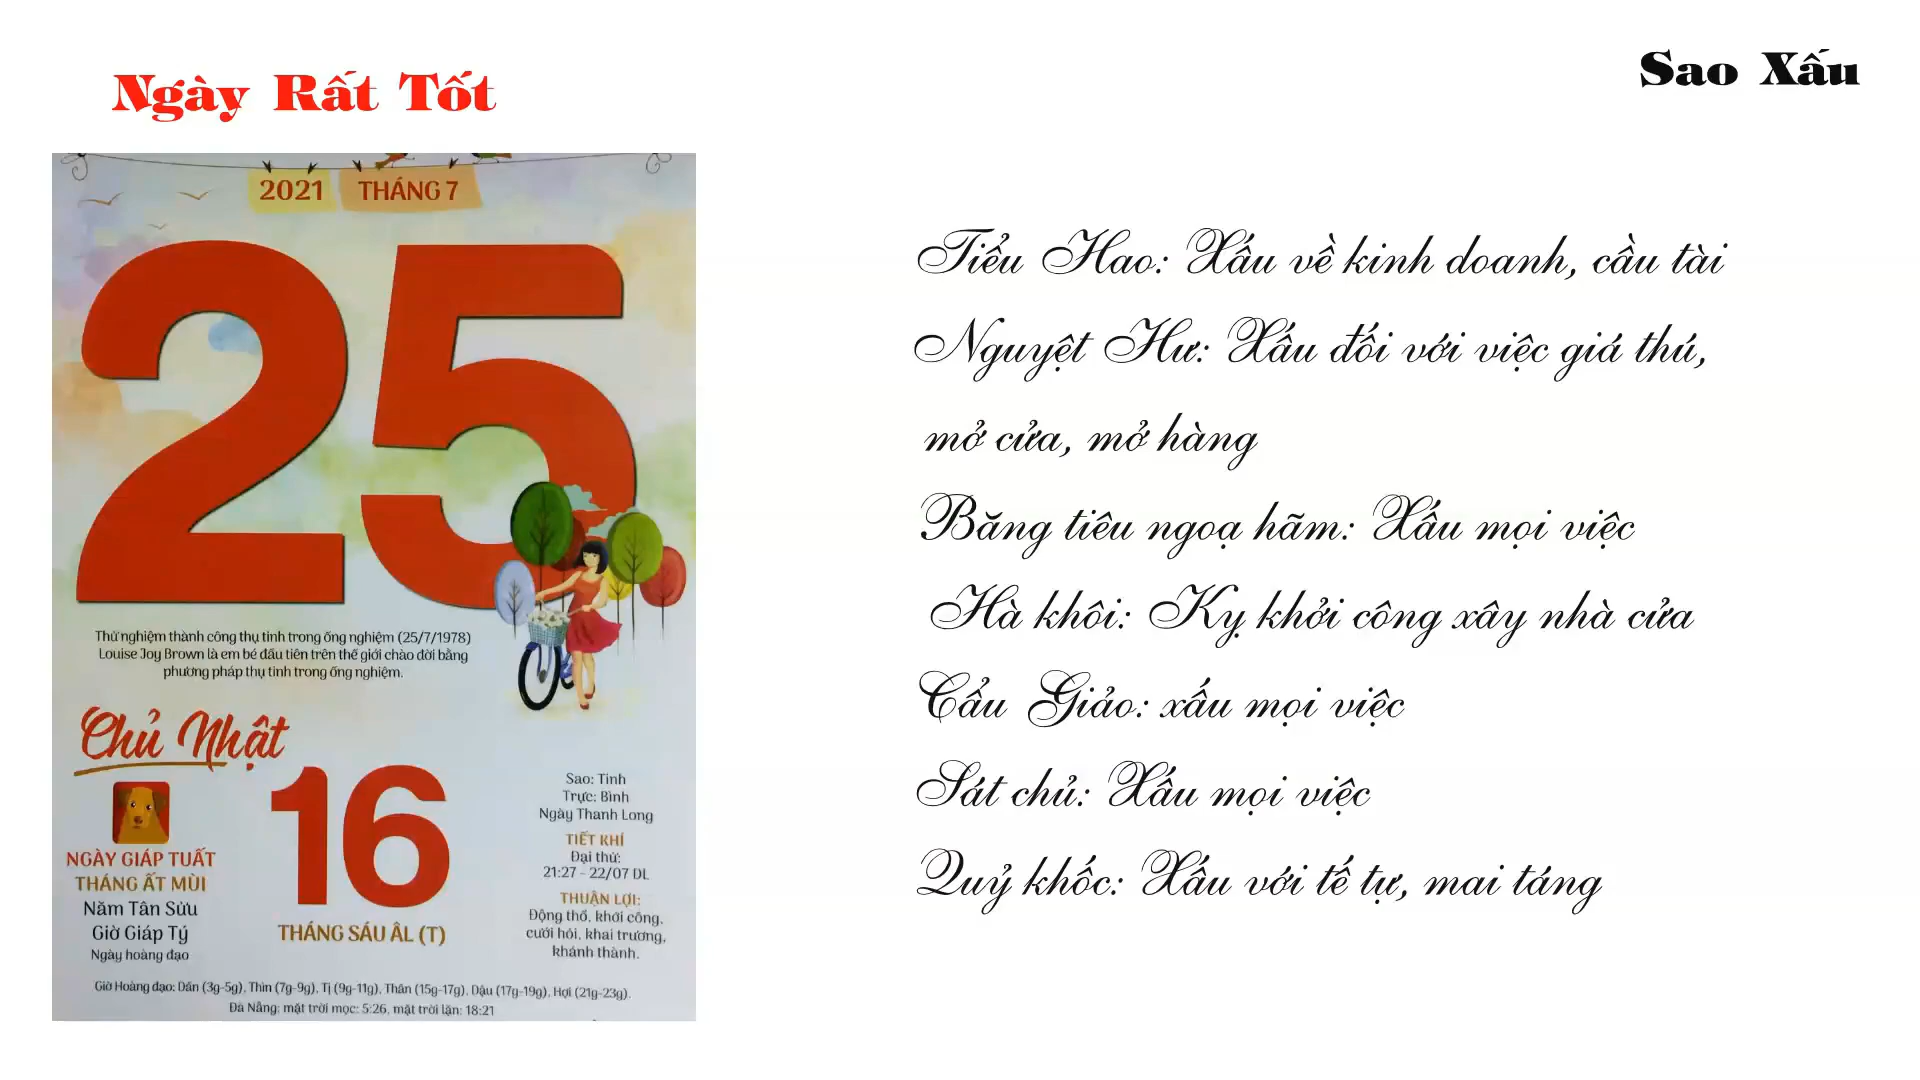 Ngày Rất Tốt
Sao Xấu
2021 THÁNG 7
25
Thử nghiệm thành công thụ tinh trong ống nghiệm (25/7/1978)
Louise Joy Brown là em bé đầu tiên trên thế giới chào đời bằng
phương pháp thụ tinh trong ống nghiệm.
Chủ Nhật
NGÀY GIÁP TUẤT
THÁNG ẤT MÙI
Năm Tân Sửu
Giờ Giáp Tý
Ngày hoàng đạo
16
THÁNG SÁU ÂL (T)
Sao: Tinh
Trực: Bình
Ngày Thanh Long
TIẾT KHÍ
Đại thử:
21:27 - 22/07 DL
THUẬN LỢI:
Động thổ, khởi công,
cưới hỏi, khai trương,
khánh thành.
Giờ Hoàng đạo: Dần (3g-5g), Thìn (7g-9g), Tị (9g-11g), Thân (15g-17g), Dậu (17g-19g), Hợi (21g-23g).
Đà Nẵng: mặt trời mọc: 5:26, mặt trời lặn: 18:21
Tiểu Hao: Xấu về kinh doanh, cầu tài
Nguyệt Hư: Xấu đối với việc giá thú,
mở cửa, mở hàng
Băng tiêu ngoạ hãm: Xấu mọi việc
Hà khôi: Kỵ khởi công xây nhà cửa
Cẩu Giảo: xấu mọi việc
Sát chủ: Xấu mọi việc
Quỷ khốc: Xấu với tế tự, mai táng